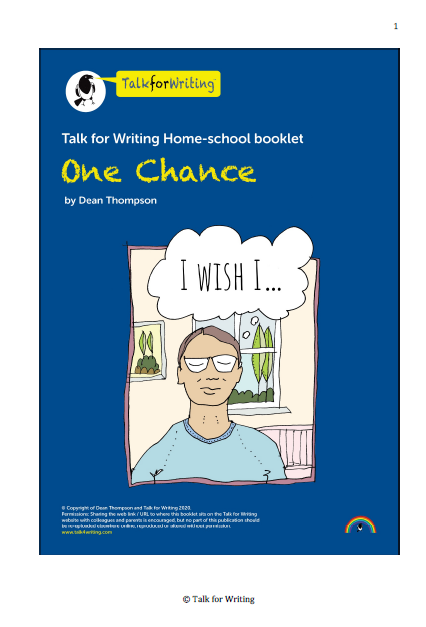 1
TalkforWriting
Talk for Writing Home-school booklet
One Chance
by Dean Thompson
I WISH I...
© Copyright of Dean Thompson and Talk for Writing 2020.
Permissions: Sharing the web link / URL to where this booklet sits on the Talk for Writing
website with colleagues and parents is encouraged, but no part of this publication should
be re-uploaded elsewhere online, reproduced or altered without permission.
www.talk4writing.com
© Talk for Writing